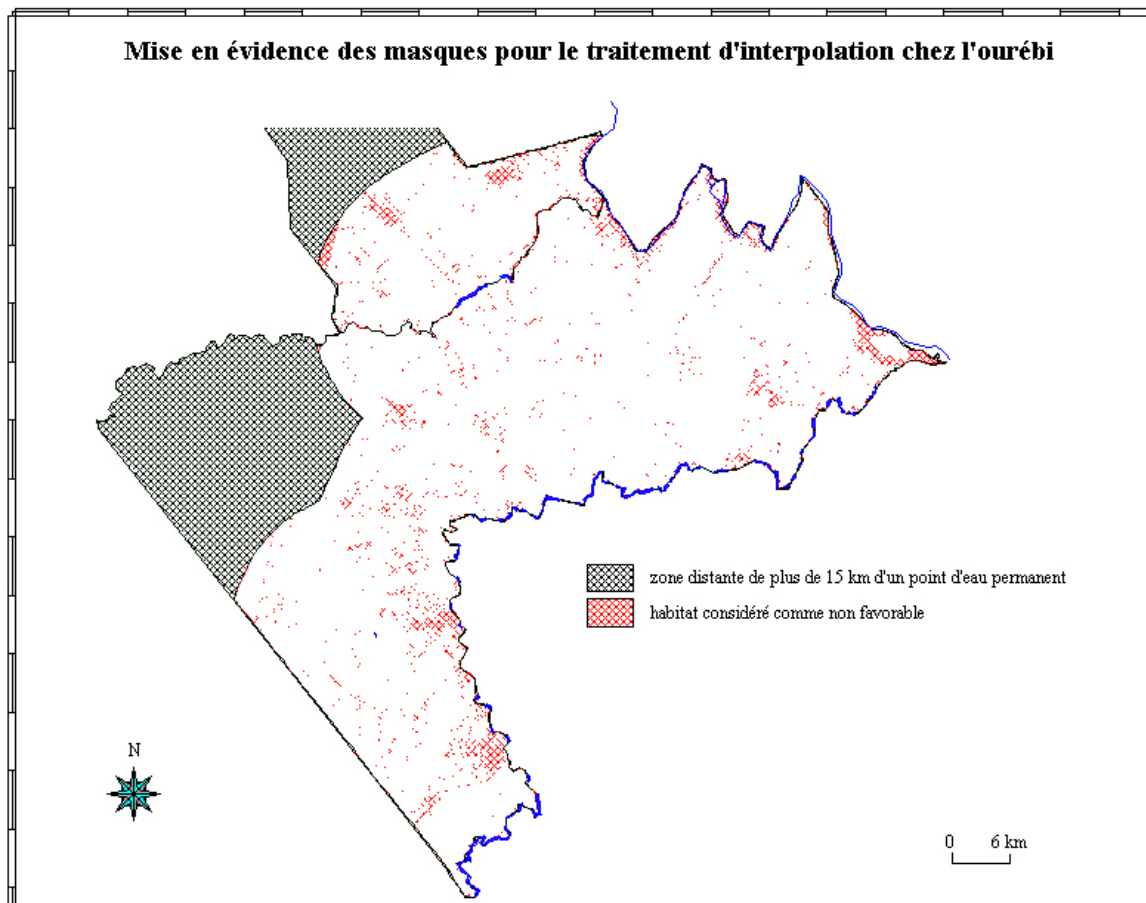 Mise en évidence des masques pour le traitement d'interpolation chez l'ourébi
zone distante de plus de 15 km d'un point d'eau permanent
habitat considéré comme non favorable
N
0 6 km